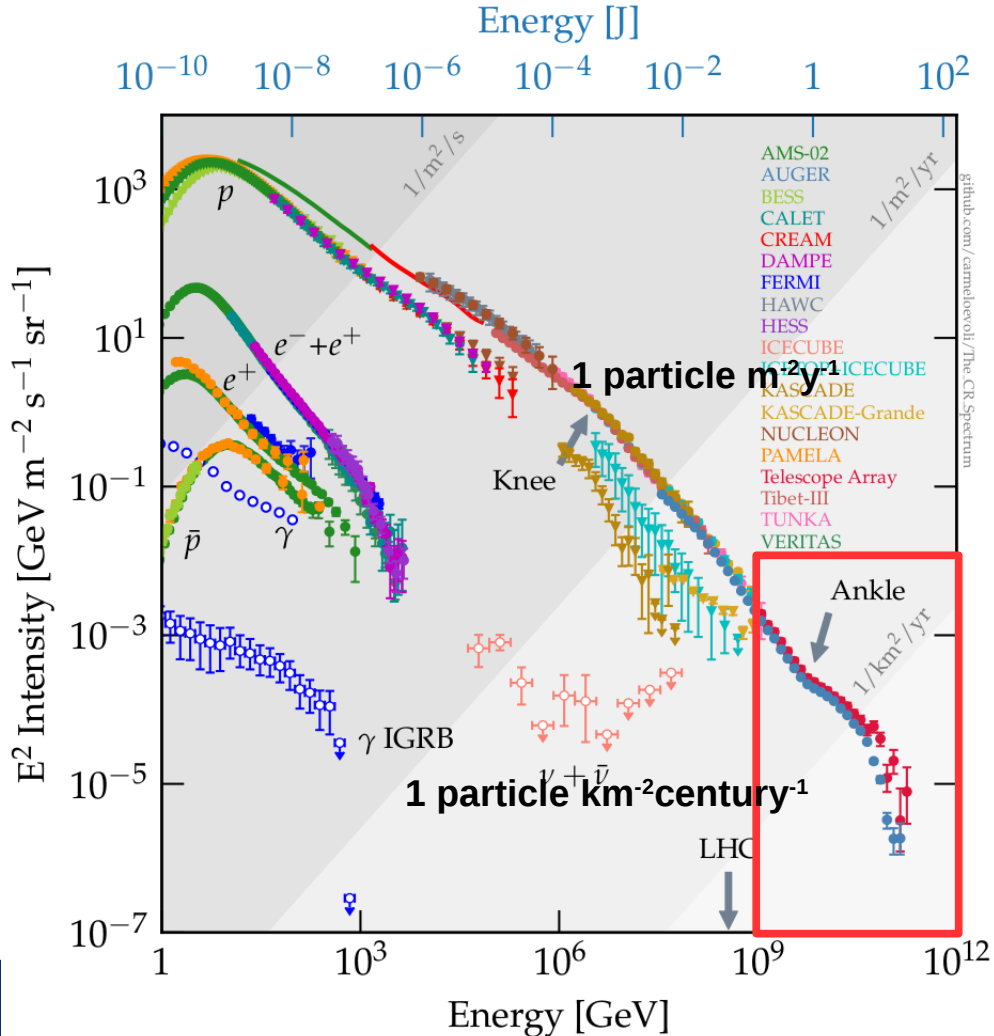 Energy [J]
10⁻¹⁰ 10⁻⁸ 10⁻⁶ 10⁻⁴ 10⁻² 1 10²
E² Intensity [GeV m⁻² s⁻¹ sr⁻¹]
10³
10¹
10⁻¹
10⁻³
10⁻⁵
10⁻⁷
1/m²/s
1/m²/yr
1/km²/yr
p
e⁻+e⁺
e⁺
p̄
γ
γ IGRB
ν + ν̄
Knee
Ankle
LHC
1 particle m⁻²y⁻¹
1 particle km⁻²century⁻¹
AMS-02
AUGER
BESS
CALET
CREAM
DAMPE
FERMI
HAWC
HESS
ICECUBE
ICETOP+ICECUBE
KASCADE
KASCADE-Grande
NUCLEON
PAMELA
Telescope Array
Tibet-III
TUNKA
VERITAS
github.com/carmeloevoli/The_CR_Spectrum
1 10³ 10⁶ 10⁹ 10¹²
Energy [GeV]